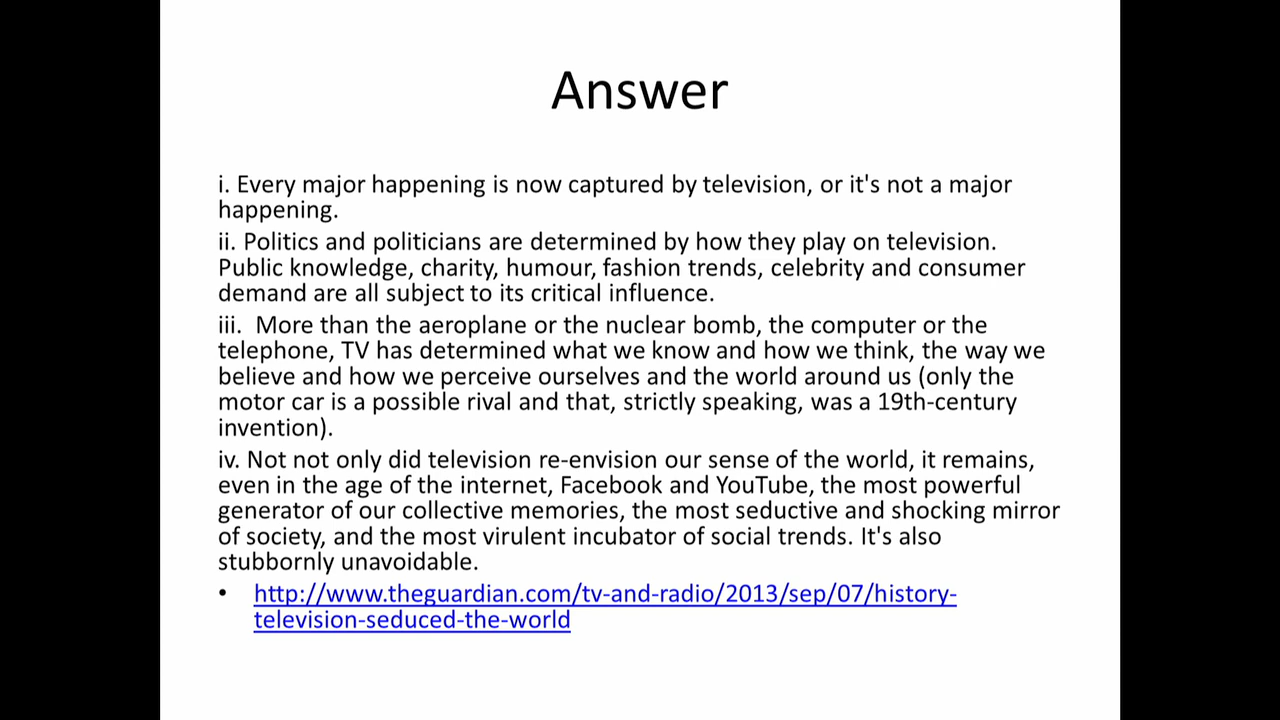 Answer
i. Every major happening is now captured by television, or it's not a major
happening.
ii. Politics and politicians are determined by how they play on television.
Public knowledge, charity, humour, fashion trends, celebrity and consumer
demand are all subject to its critical influence.
iii.  More than the aeroplane or the nuclear bomb, the computer or the
telephone, TV has determined what we know and how we think, the way we
believe and how we perceive ourselves and the world around us (only the
motor car is a possible rival and that, strictly speaking, was a 19th-century
invention).
iv. Not not only did television re-envision our sense of the world, it remains,
even in the age of the internet, Facebook and YouTube, the most powerful
generator of our collective memories, the most seductive and shocking mirror
of society, and the most virulent incubator of social trends. It's also
stubbornly unavoidable.
• http://www.theguardian.com/tv-and-radio/2013/sep/07/history-
television-seduced-the-world